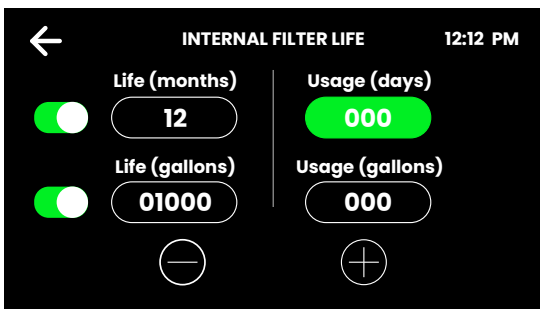 INTERNAL FILTER LIFE 12:12 PM
Life (months) Usage (days)
12 000
Life (gallons) Usage (gallons)
01000 000